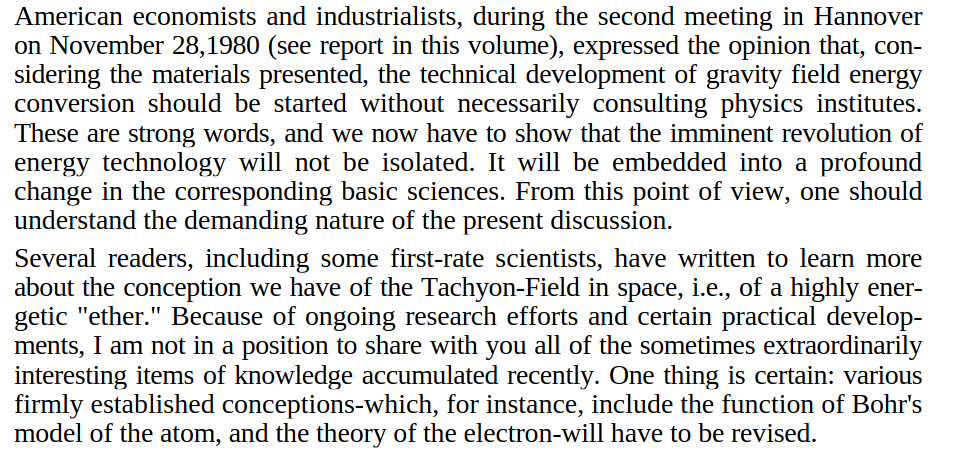 American economists and industrialists, during the second meeting in Hannover
on November 28,1980 (see report in this volume), expressed the opinion that, con-
sidering the materials presented, the technical development of gravity field energy
conversion should be started without necessarily consulting physics institutes.
These are strong words, and we now have to show that the imminent revolution of
energy technology will not be isolated. It will be embedded into a profound
change in the corresponding basic sciences. From this point of view, one should
understand the demanding nature of the present discussion.
Several readers, including some first-rate scientists, have written to learn more
about the conception we have of the Tachyon-Field in space, i.e., of a highly ener-
getic "ether." Because of ongoing research efforts and certain practical develop-
ments, I am not in a position to share with you all of the sometimes extraordinarily
interesting items of knowledge accumulated recently. One thing is certain: various
firmly established conceptions-which, for instance, include the function of Bohr's
model of the atom, and the theory of the electron-will have to be revised.